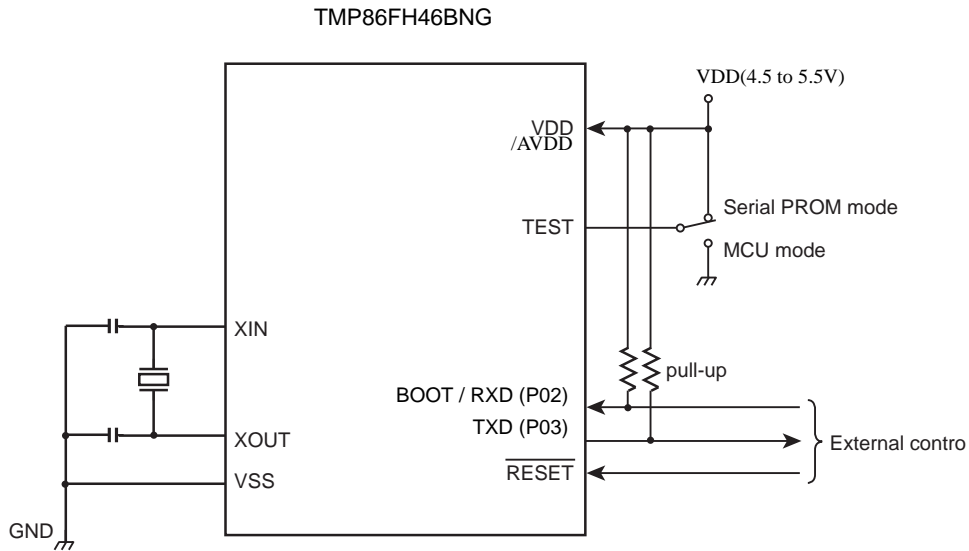 TMP86FH46BNG
VDD(4.5 to 5.5V)
VDD
/AVDD
TEST
Serial PROM mode
MCU mode
XIN
pull-up
BOOT / RXD (P02)
TXD (P03)
XOUT
External contro
RESET
VSS
GND